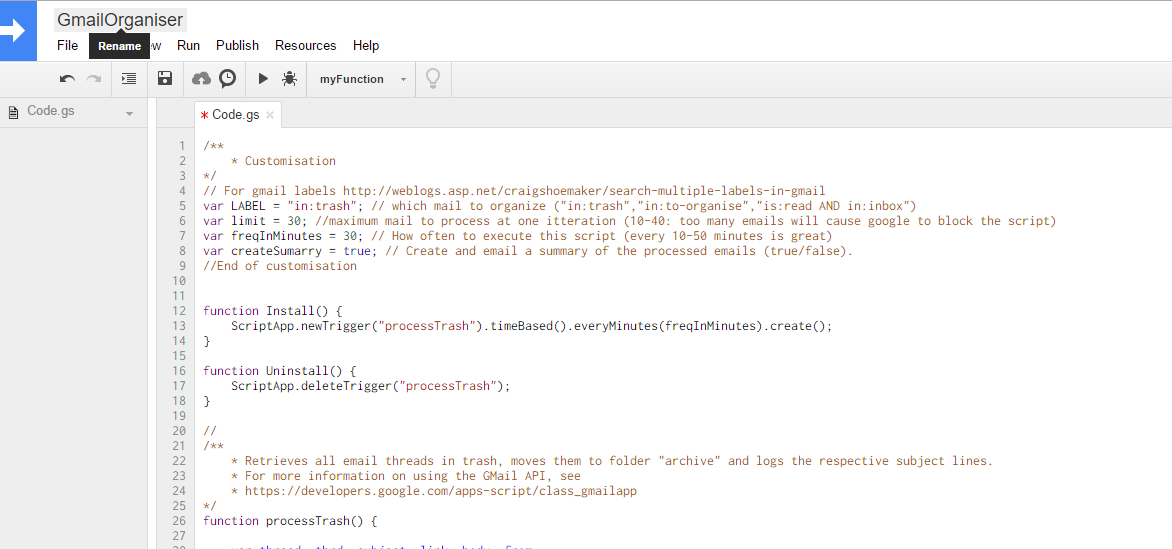 GmailOrganiser
File Rename w Run Publish Resources Help
myFunction
Code.gs
* Code.gs ×
1 /**
2 * Customisation
3 */
4 // For gmail labels http://weblogs.asp.net/craigshoemaker/search-multiple-labels-in-gmail
5 var LABEL = "in:trash"; // which mail to organize ("in:trash","in:to-organise","is:read AND in:inbox")
6 var limit = 30; //maximum mail to process at one itteration (10-40: too many emails will cause google to block the script)
7 var freqInMinutes = 30; // How often to execute this script (every 10-50 minutes is great)
8 var createSumarry = true; // Create and email a summary of the processed emails (true/false).
9 //End of customisation
10
11
12 function Install() {
13 ScriptApp.newTrigger("processTrash").timeBased().everyMinutes(freqInMinutes).create();
14 }
15
16 function Uninstall() {
17 ScriptApp.deleteTrigger("processTrash");
18 }
19
20 //
21 /**
22 * Retrieves all email threads in trash, moves them to folder "archive" and logs the respective subject lines.
23 * For more information on using the GMail API, see
24 * https://developers.google.com/apps-script/class_gmailapp
25 */
26 function processTrash() {
27